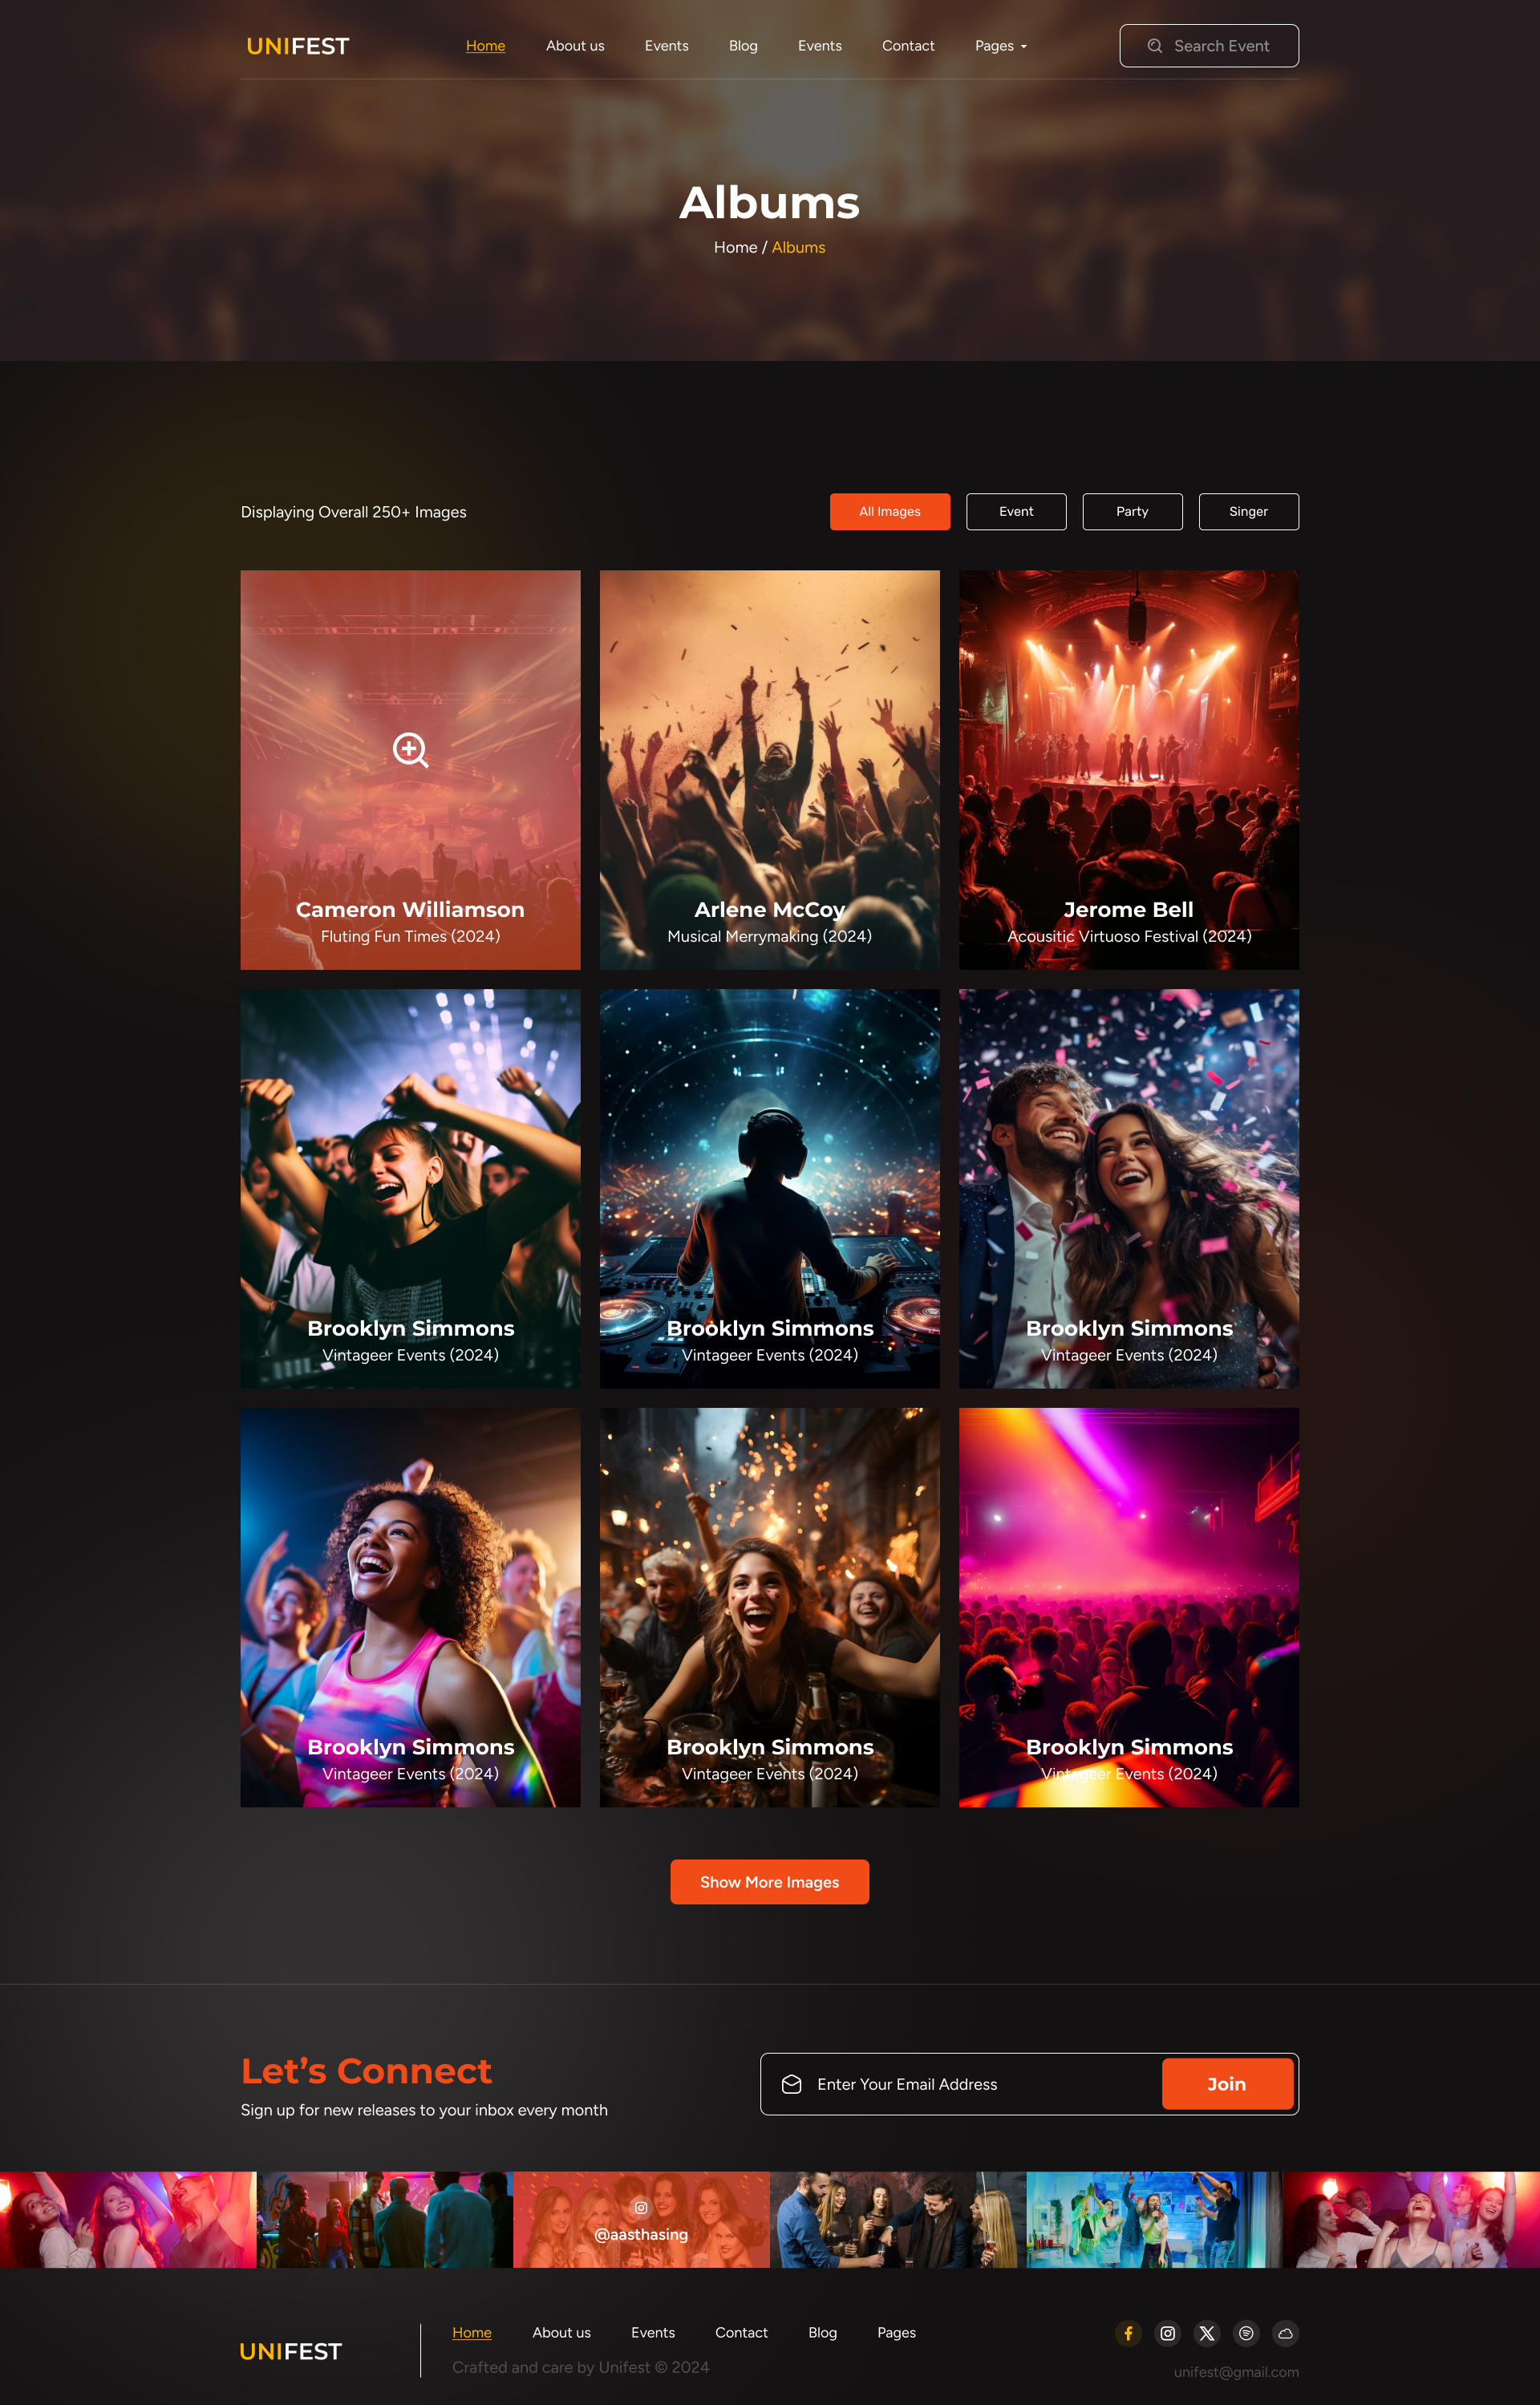 UNIFEST
Home About us Events Blog Events Contact Pages
Search Event
Albums
Home / Albums
Displaying Overall 250+ Images
All Images Event Party Singer
Cameron Williamson
Fluting Fun Times (2024)
Arlene McCoy
Musical Merrymaking (2024)
Jerome Bell
Acousitic Virtuoso Festival (2024)
Brooklyn Simmons
Vintageer Events (2024)
Brooklyn Simmons
Vintageer Events (2024)
Brooklyn Simmons
Vintageer Events (2024)
Brooklyn Simmons
Vintageer Events (2024)
Brooklyn Simmons
Vintageer Events (2024)
Brooklyn Simmons
Vintageer Events (2024)
Show More Images
Let’s Connect
Sign up for new releases to your inbox every month
Enter Your Email Address
Join
@aasthasing
UNIFEST
Home About us Events Contact Blog Pages
Crafted and care by Unifest © 2024
unifest@gmail.com